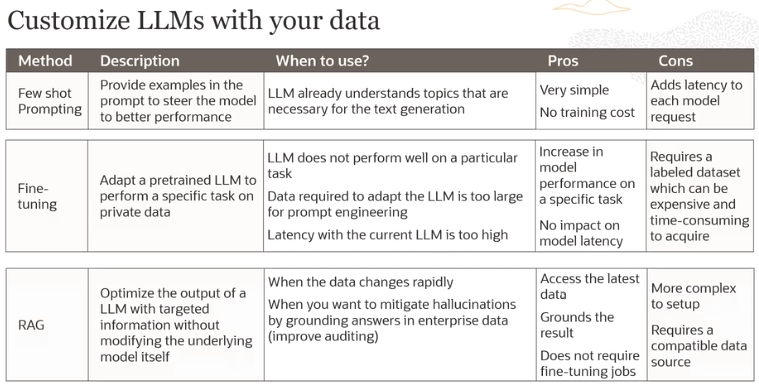 Customize LLMs with your data
Method Description When to use? Pros Cons
Few shot
Prompting
Provide examples in the
prompt to steer the model
to better performance
LLM already understands topics that are
necessary for the text generation
Very simple
No training cost
Adds latency to
each model
request
Fine-
tuning
Adapt a pretrained LLM to
perform a specific task on
private data
LLM does not perform well on a particular
task
Data required to adapt the LLM is too large
for prompt engineering
Latency with the current LLM is too high
Increase in
model
performance on
a specific task
No impact on
model latency
Requires a
labeled dataset
which can be
expensive and
time-consuming
to acquire
RAG
Optimize the output of a
LLM with targeted
information without
modifying the underlying
model itself
When the data changes rapidly
When you want to mitigate hallucinations
by grounding answers in enterprise data
(improve auditing)
Access the latest
data
Grounds the
result
Does not require
fine-tuning jobs
More complex
to setup
Requires a
compatible data
source